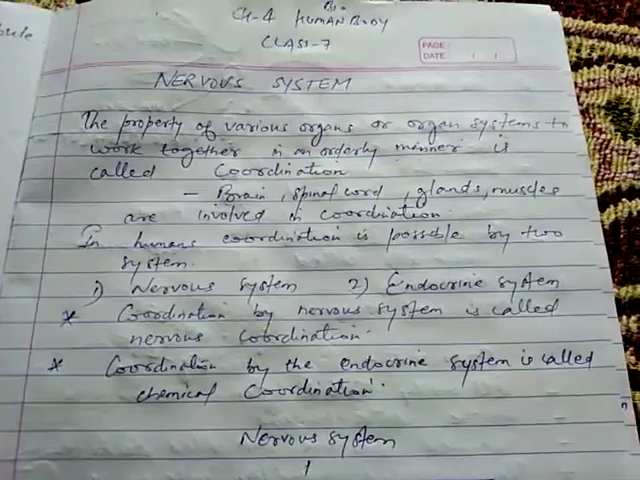 Bio
Ch-4 HUMAN BODY
CLASS-7
PAGE:
DATE: / /
NERVOUS SYSTEM
The property of various organs or organ systems to
work together in an orderly manner is
called Coordination
- Brain, spinal cord, glands, muscles
are involved in coordination.
In humans coordination is possible by two
system.
1) Nervous system 2) Endocrine system
* Coordination by nervous system is called
nervous coordination.
* Coordination by the endocrine system is called
chemical Coordination.
Nervous system